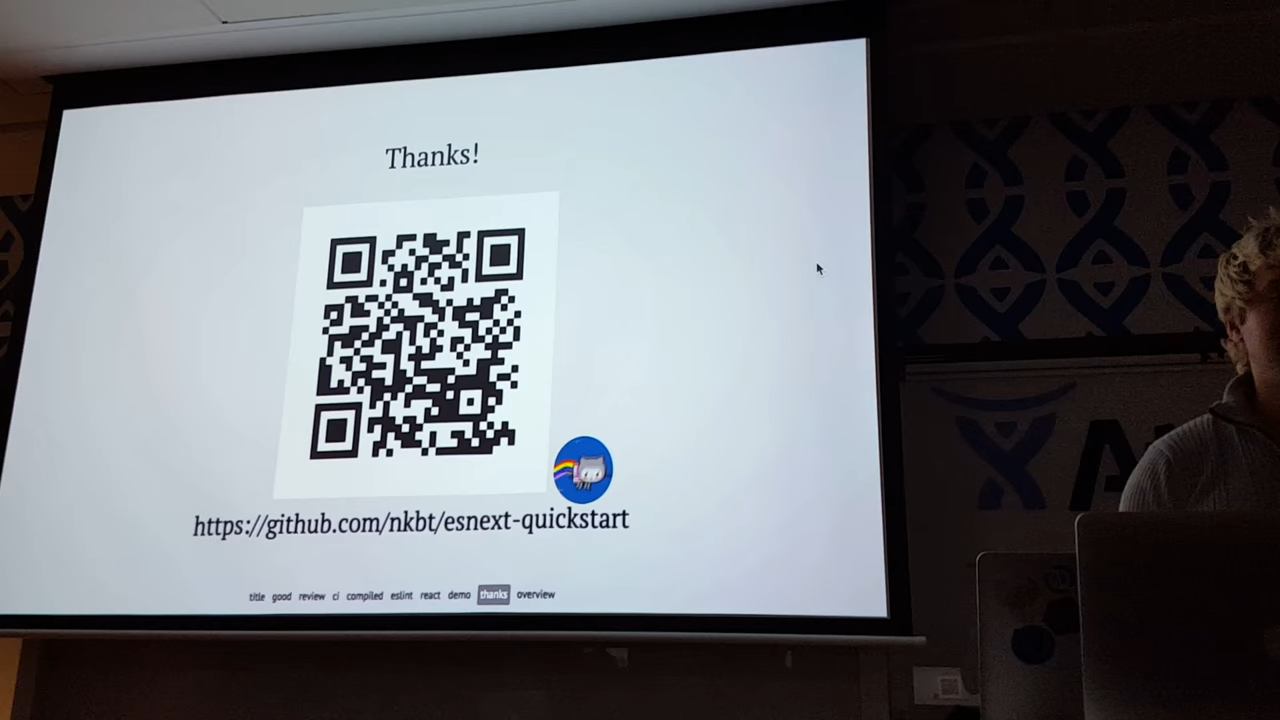 Thanks!
https://github.com/nkbt/esnext-quickstart
title good review ci compiled eslint react demo thanks overview